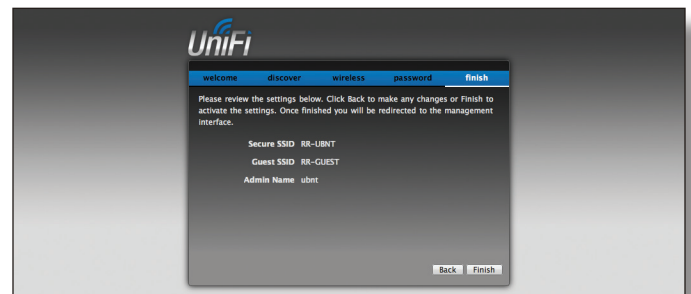 UniFi
welcome discover wireless password finish
Please review the settings below. Click Back to make any changes or Finish to
activate the settings. Once finished you will be redirected to the management
interface.
Secure SSID RR-UBNT
Guest SSID RR-GUEST
Admin Name ubnt
Back Finish